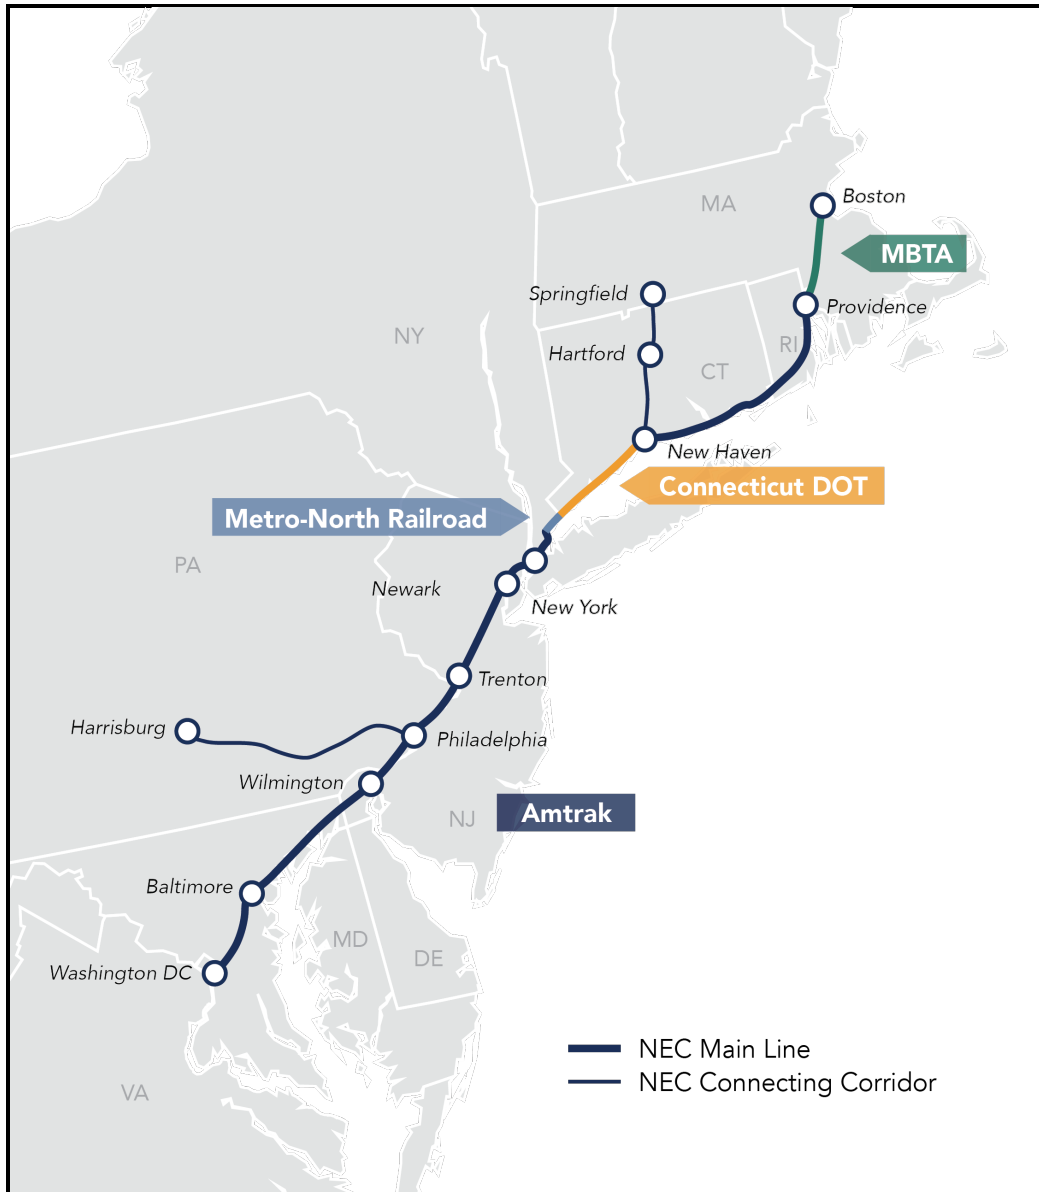 Boston
MA
MBTA
Springfield
Providence
NY
RI
Hartford
CT
New Haven
Connecticut DOT
Metro-North Railroad
PA
Newark
New York
Trenton
Harrisburg
Philadelphia
Wilmington
NJ
Amtrak
Baltimore
MD
DE
Washington DC
NEC Main Line
NEC Connecting Corridor
VA